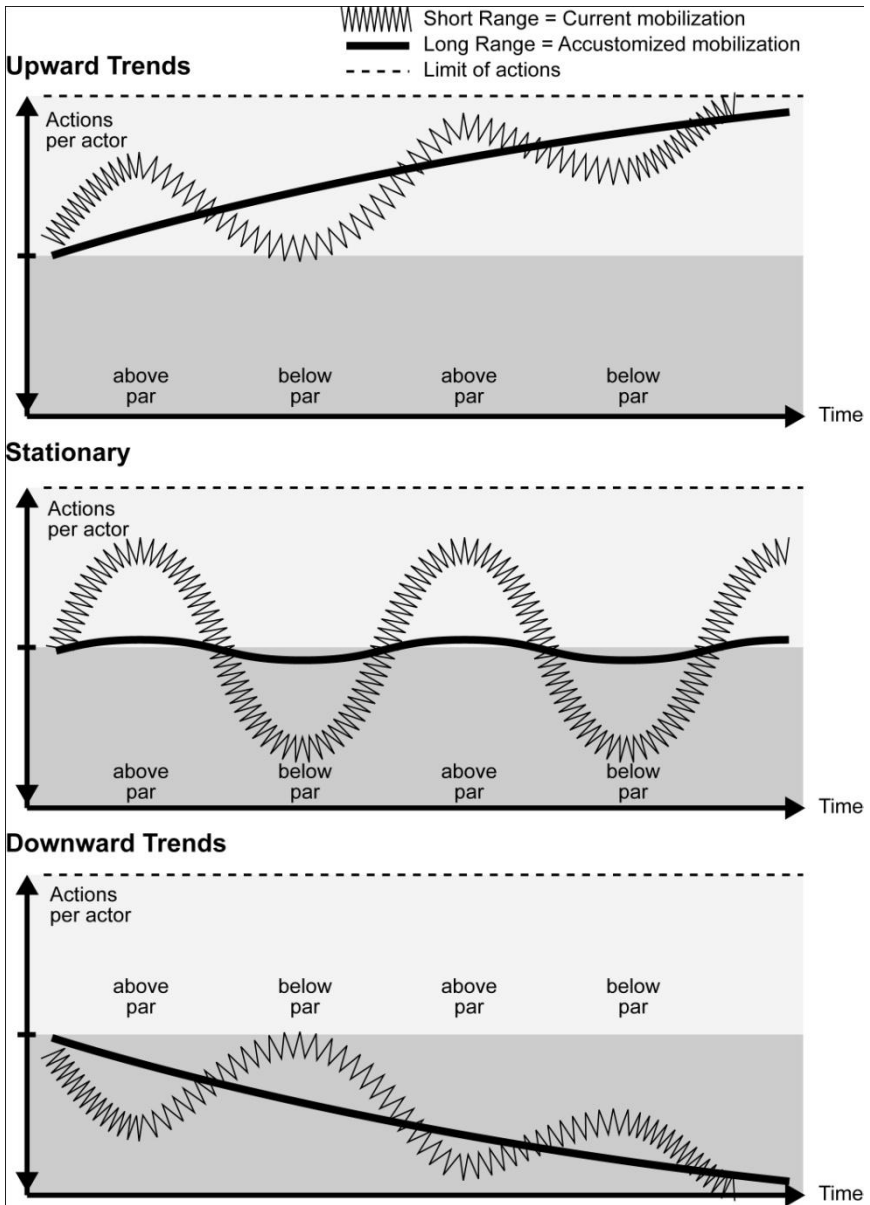 Short Range = Current mobilization
Long Range = Accustomized mobilization
Limit of actions
Upward Trends
Actions
per actor
above
par
below
par
above
par
below
par
Time
Stationary
Actions
per actor
above
par
below
par
above
par
below
par
Time
Downward Trends
Actions
per actor
above
par
below
par
above
par
below
par
Time